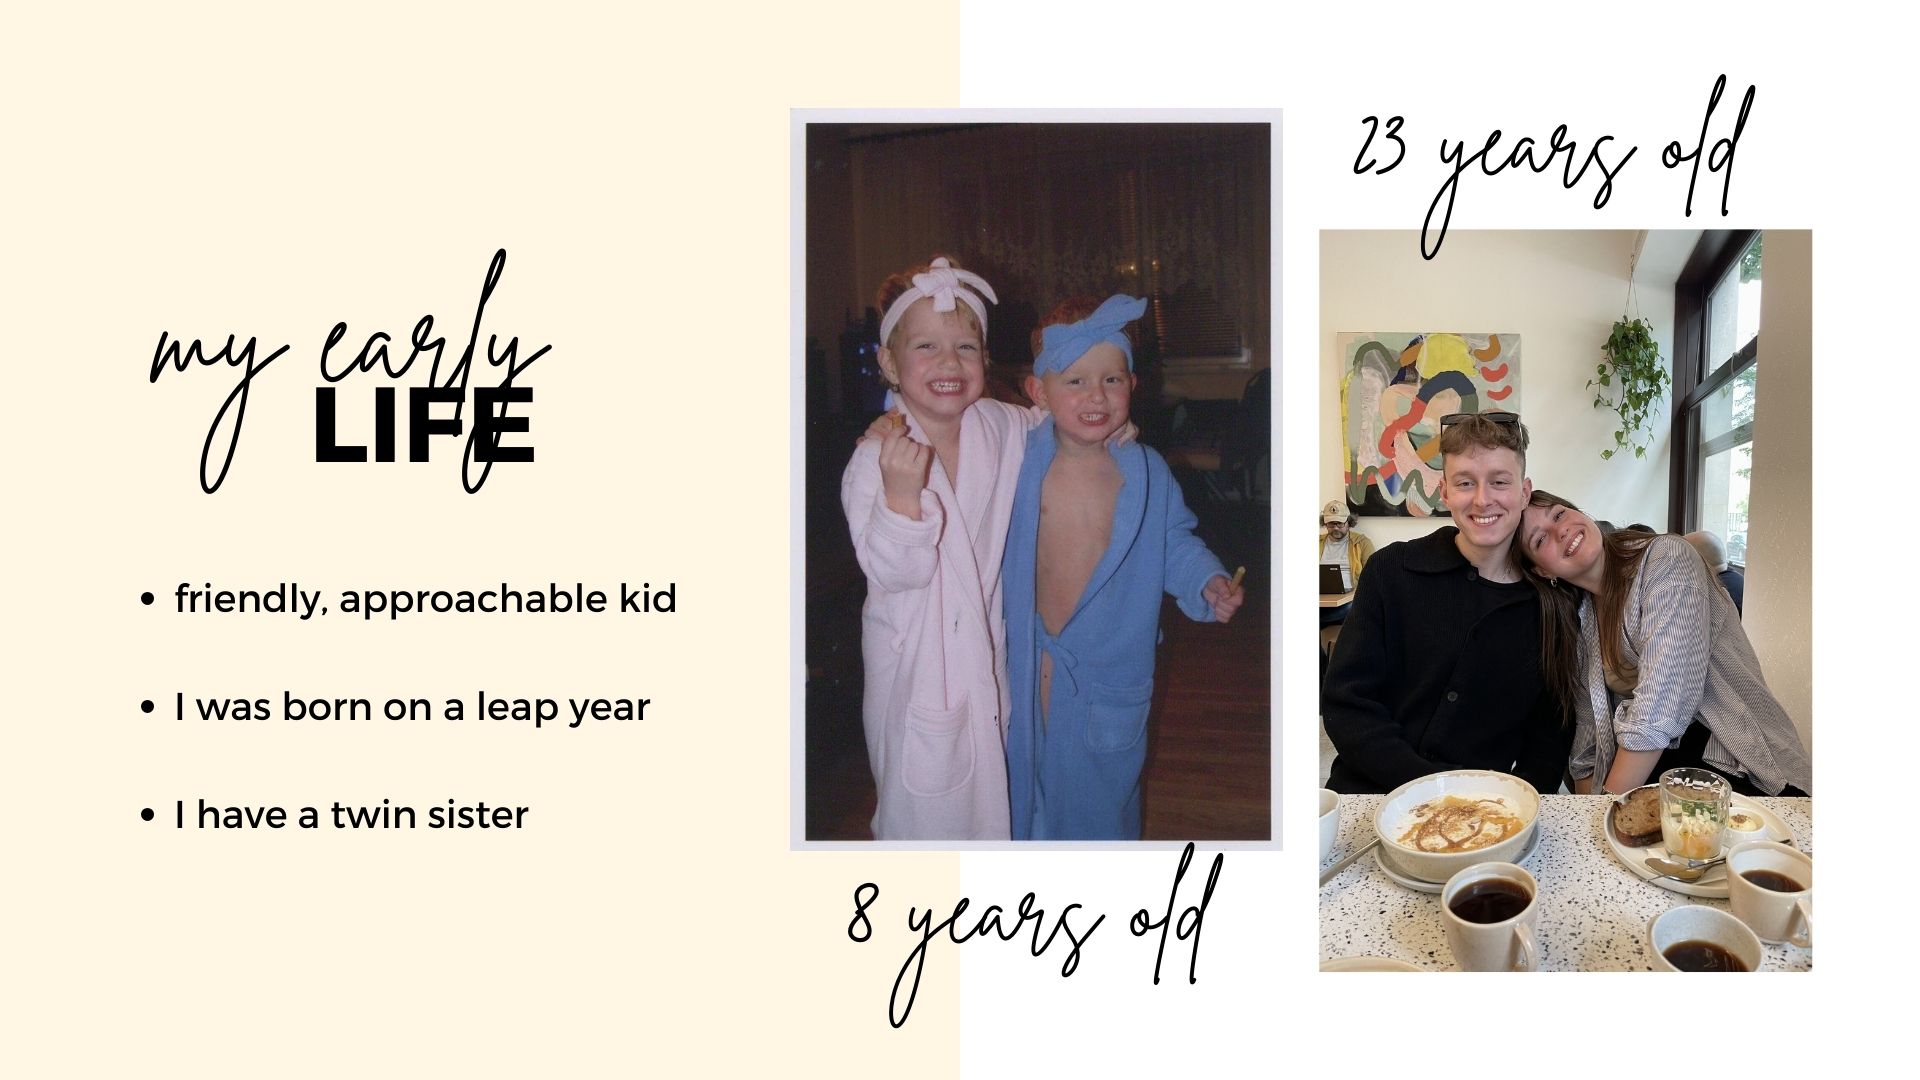 my early
LIFE
• friendly, approachable kid
• I was born on a leap year
• I have a twin sister
8 years old
23 years old